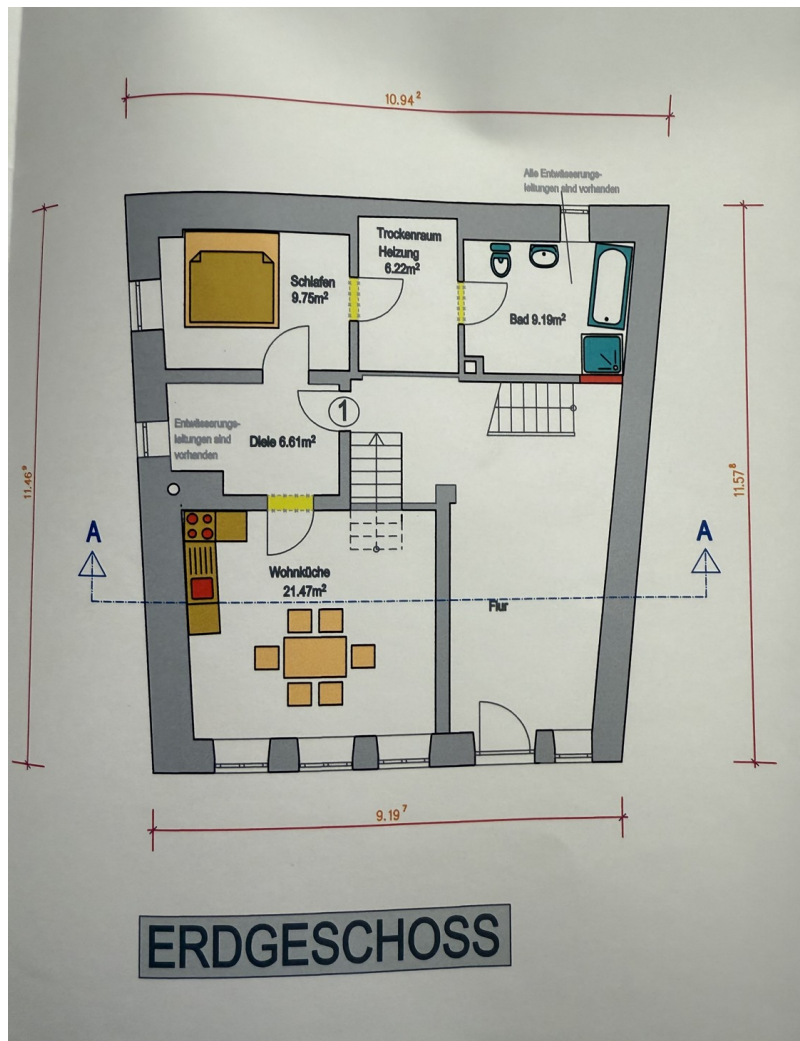 10.94²
Alle Entwässerungs-
leitungen sind vorhanden
Trockenraum
Heizung
6.22m²
Schlafen
9.75m²
Bad 9.19m²
1
Entwässerungs-
leitungen sind
vorhanden
Diele 6.61m²
11.46⁹
11.57⁸
A
A
Wohnküche
21.47m²
Flur
9.19⁷
ERDGESCHOSS